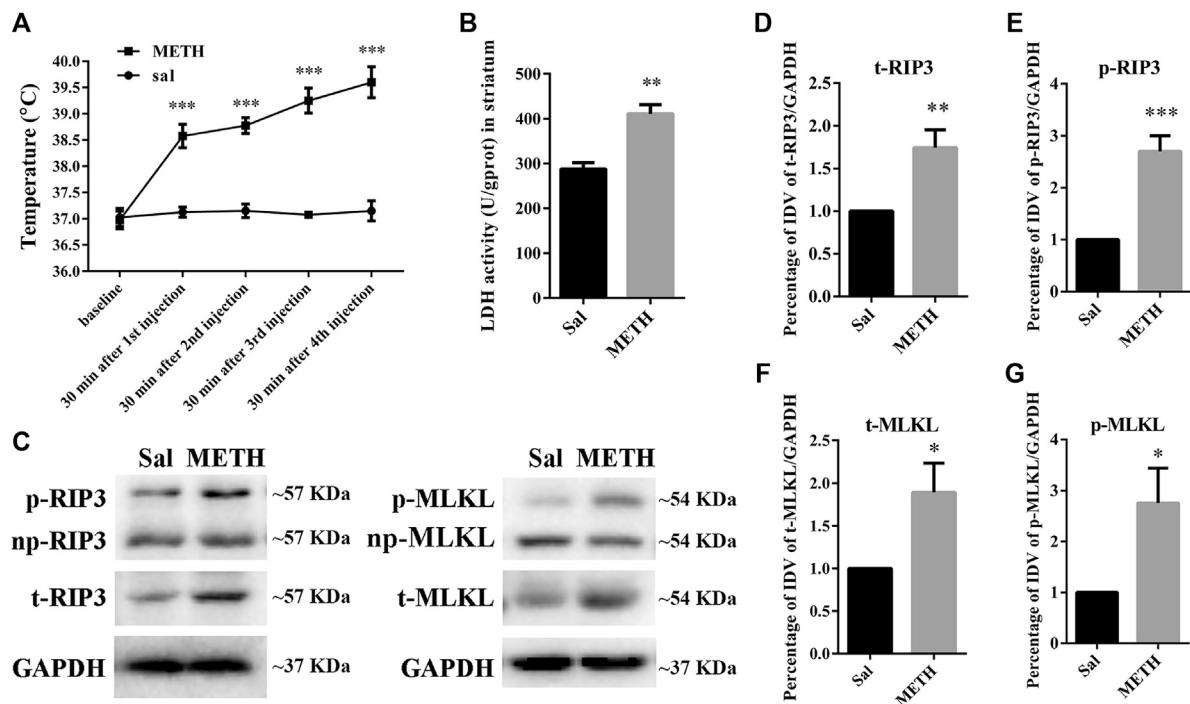 A
METH
sal
***
***
***
***
Temperature (°C)
40.0
39.5
39.0
38.5
38.0
37.5
37.0
36.5
36.0
baseline
30 min after 1st injection
30 min after 2nd injection
30 min after 3rd injection
30 min after 4th injection
B
LDH activity (U/gprot) in striatum
500
400
300
200
100
0
**
Sal
METH
D
t-RIP3
Percentage of IDV of t-RIP3/GAPDH
2.0
1.5
1.0
0.5
0.0
**
Sal
METH
E
p-RIP3
Percentage of IDV of p-RIP3/GAPDH
4
3
2
1
0
***
Sal
METH
C
Sal METH
p-RIP3
~57 KDa
np-RIP3
~57 KDa
t-RIP3
~57 KDa
GAPDH
~37 KDa
Sal METH
p-MLKL
~54 KDa
np-MLKL
~54 KDa
t-MLKL
~54 KDa
GAPDH
~37 KDa
F
t-MLKL
Percentage of IDV of t-MLKL/GAPDH
2.5
2.0
1.5
1.0
0.5
0.0
*
Sal
METH
G
p-MLKL
Percentage of IDV of p-MLKL/GAPDH
4
3
2
1
0
*
Sal
METH